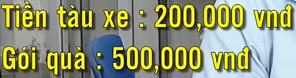 Tiền tàu xe : 200,000 vnđ
Gói quà : 500,000 vnđ